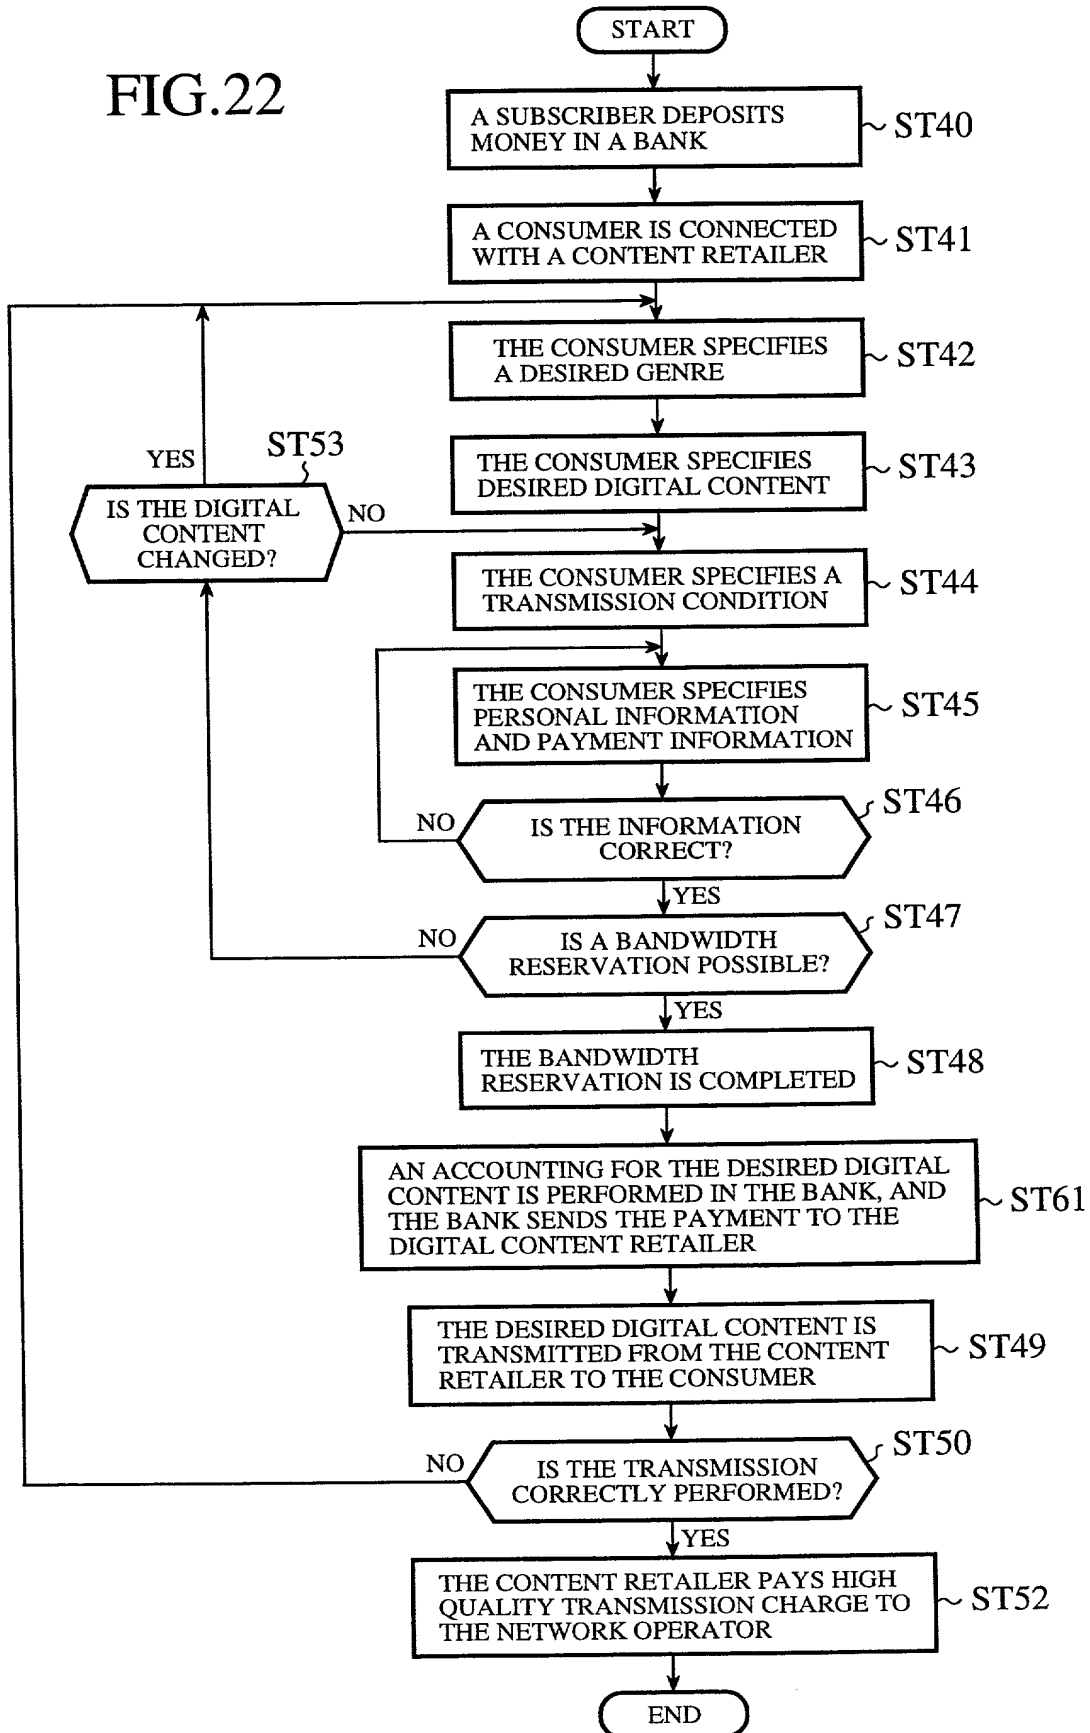 FIG.22
START
A SUBSCRIBER DEPOSITS
MONEY IN A BANK
ST40
A CONSUMER IS CONNECTED
WITH A CONTENT RETAILER
ST41
THE CONSUMER SPECIFIES
A DESIRED GENRE
ST42
THE CONSUMER SPECIFIES
DESIRED DIGITAL CONTENT
ST43
YES
ST53
IS THE DIGITAL
CONTENT
CHANGED?
NO
THE CONSUMER SPECIFIES A
TRANSMISSION CONDITION
ST44
THE CONSUMER SPECIFIES
PERSONAL INFORMATION
AND PAYMENT INFORMATION
ST45
NO
IS THE INFORMATION
CORRECT?
ST46
YES
NO
IS A BANDWIDTH
RESERVATION POSSIBLE?
ST47
YES
THE BANDWIDTH
RESERVATION IS COMPLETED
ST48
AN ACCOUNTING FOR THE DESIRED DIGITAL
CONTENT IS PERFORMED IN THE BANK, AND
THE BANK SENDS THE PAYMENT TO THE
DIGITAL CONTENT RETAILER
ST61
THE DESIRED DIGITAL CONTENT IS
TRANSMITTED FROM THE CONTENT
RETAILER TO THE CONSUMER
ST49
NO
IS THE TRANSMISSION
CORRECTLY PERFORMED?
ST50
YES
THE CONTENT RETAILER PAYS HIGH
QUALITY TRANSMISSION CHARGE TO
THE NETWORK OPERATOR
ST52
END